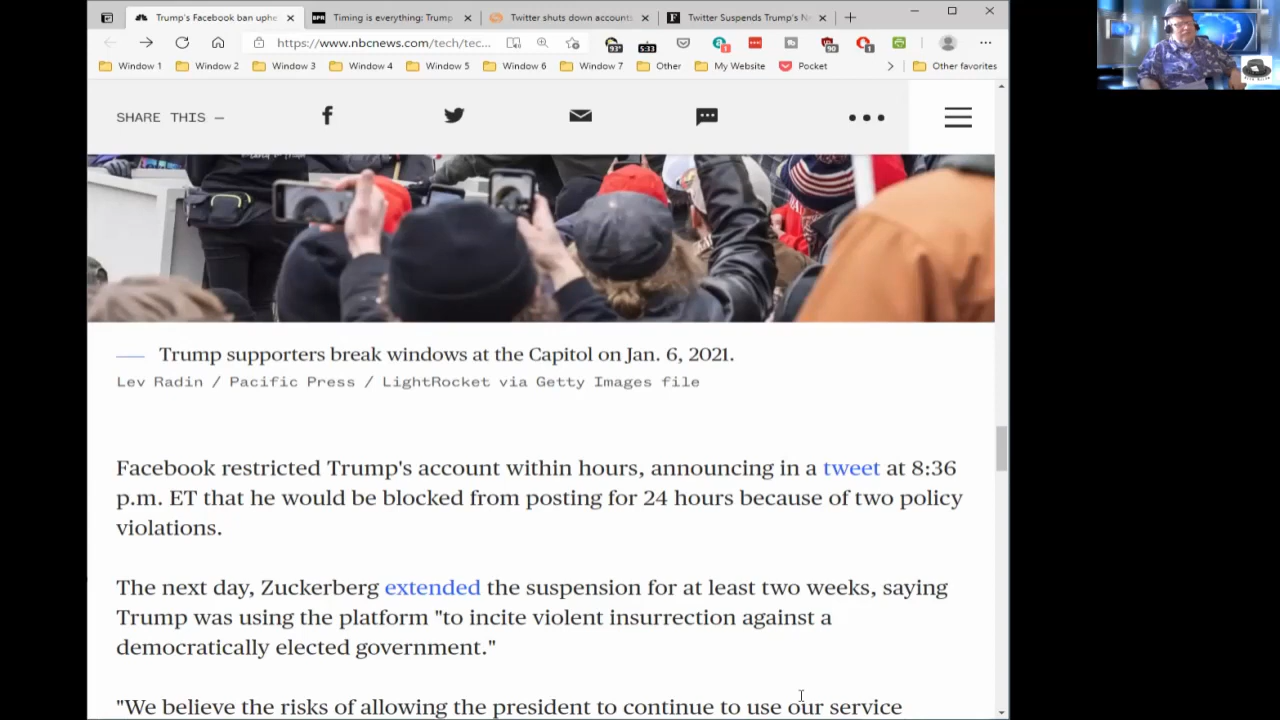 Trump's Facebook ban uphe
Timing is everything: Trump
Twitter shuts down account:
Twitter Suspends Trump's N
https://www.nbcnews.com/tech/tec...
93°
5:33
1
90
1
Window 1
Window 2
Window 3
Window 4
Window 5
Window 6
Window 7
Other
My Website
Pocket
Other favorites
SHARE THIS —
Trump supporters break windows at the Capitol on Jan. 6, 2021.
Lev Radin / Pacific Press / LightRocket via Getty Images file
Facebook restricted Trump's account within hours, announcing in a tweet at 8:36
p.m. ET that he would be blocked from posting for 24 hours because of two policy
violations.
The next day, Zuckerberg extended the suspension for at least two weeks, saying
Trump was using the platform "to incite violent insurrection against a
democratically elected government."
"We believe the risks of allowing the president to continue to use our service